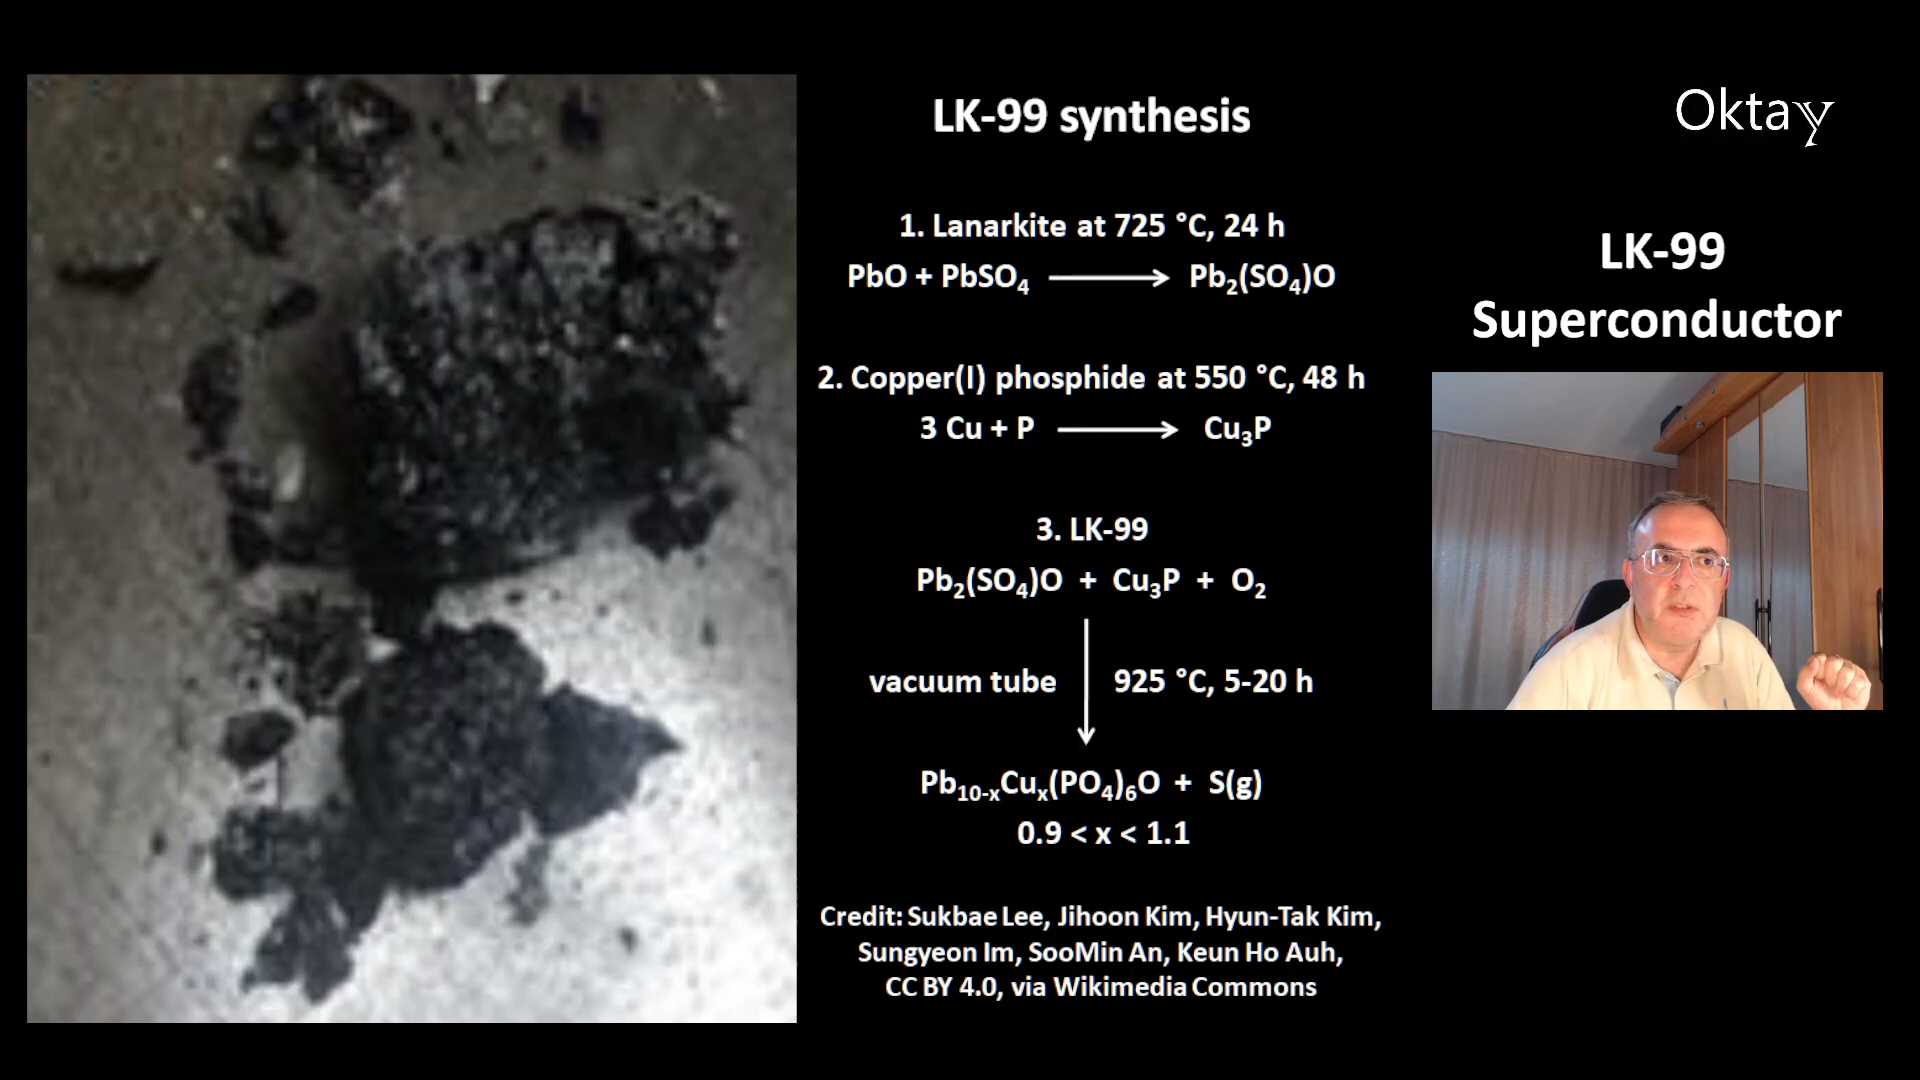 LK-99 synthesis
1. Lanarkite at 725 °C, 24 h
PbO + PbSO₄ ⟶ Pb₂(SO₄)O
2. Copper(I) phosphide at 550 °C, 48 h
3 Cu + P ⟶ Cu₃P
3. LK-99
Pb₂(SO₄)O + Cu₃P + O₂
vacuum tube 925 °C, 5-20 h
Pb₁₀₋ₓCuₓ(PO₄)₆O + S(g)
0.9 < x < 1.1
Credit: Sukbae Lee, Jihoon Kim, Hyun-Tak Kim,
Sungyeon Im, SooMin An, Keun Ho Auh,
CC BY 4.0, via Wikimedia Commons
Oktay
LK-99
Superconductor